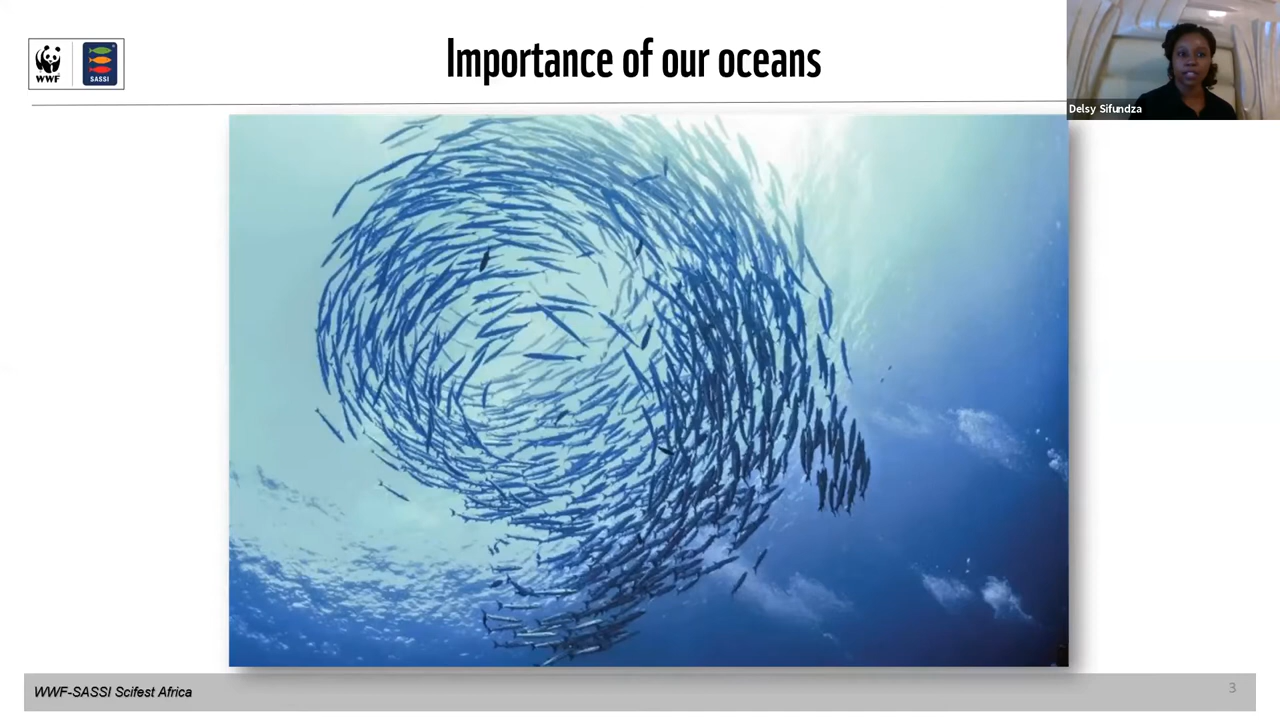 WWF
SASSI
Importance of our oceans
Delsy Sifundza
WWF-SASSI Scifest Africa
3